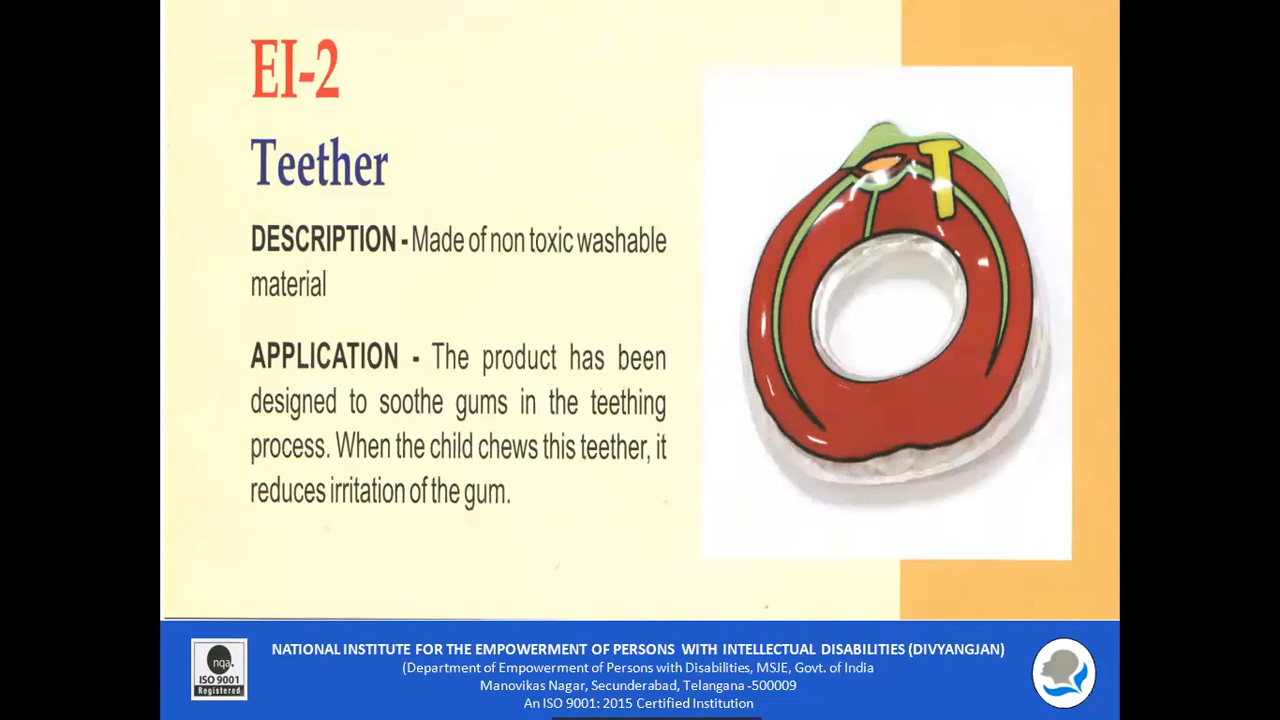 EI-2
Teether
DESCRIPTION - Made of non toxic washable
material
APPLICATION - The product has been
designed to soothe gums in the teething
process. When the child chews this teether, it
reduces irritation of the gum.
T
nqa.
ISO 9001
Registered
NATIONAL INSTITUTE FOR THE EMPOWERMENT OF PERSONS WITH INTELLECTUAL DISABILITIES (DIVYANGJAN)
(Department of Empowerment of Persons with Disabilities, MSJE, Govt. of India
Manovikas Nagar, Secunderabad, Telangana -500009
An ISO 9001: 2015 Certified Institution